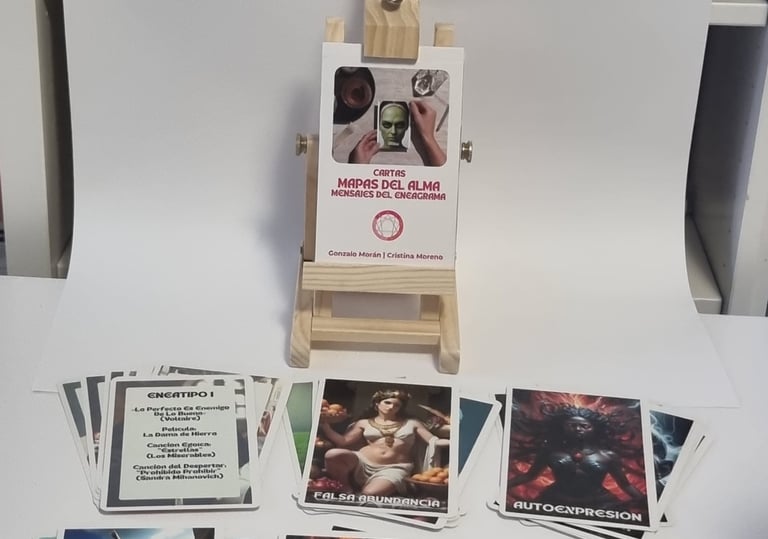 CARTAS
MAPAS DEL ALMA
MENSAJES DEL ENEAGRAMA
Gonzalo Morán | Cristina Moreno
ENEATIPO 1
-Lo Perfecto Es Enemigo
De Lo Bueno-
(Voltaire)
Película:
La Dama de Hierro
Canción Egoica:
"Estrellas"
(Los Miserables)
Canción del Despertar:
"Prohibido Prohibir"
(Sandra Mihanovich)
FALSA ABUNDANCIA
AUTOEXPRESION